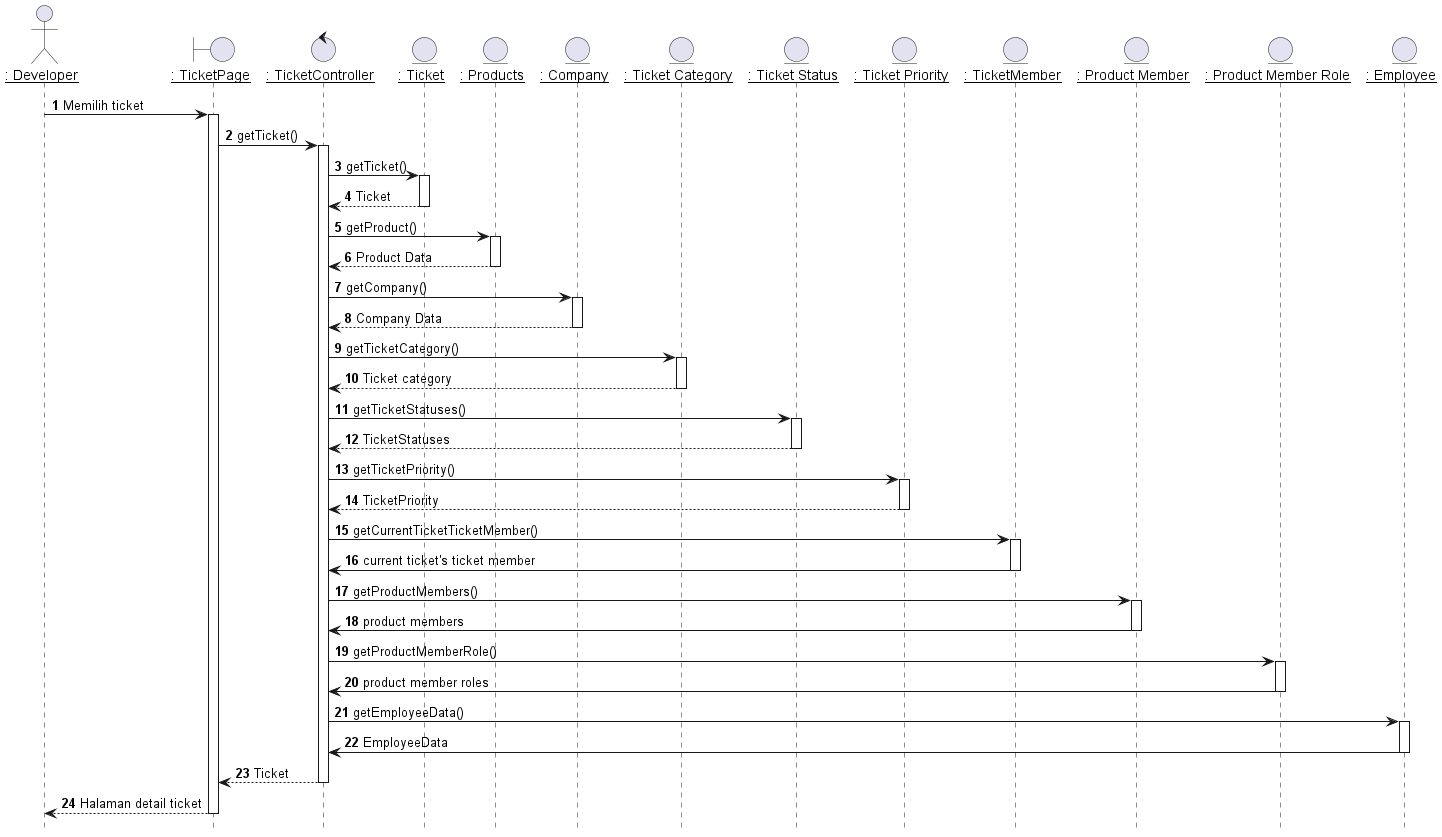 : Developer
: TicketPage
: TicketController
: Ticket
: Products
: Company
: Ticket Category
: Ticket Status
: Ticket Priority
: TicketMember
: Product Member
: Product Member Role
: Employee
1 Memilih ticket
2 getTicket()
3 getTicket()
4 Ticket
5 getProduct()
6 Product Data
7 getCompany()
8 Company Data
9 getTicketCategory()
10 Ticket category
11 getTicketStatuses()
12 TicketStatuses
13 getTicketPriority()
14 TicketPriority
15 getCurrentTicketTicketMember()
16 current ticket's ticket member
17 getProductMembers()
18 product members
19 getProductMemberRole()
20 product member roles
21 getEmployeeData()
22 EmployeeData
23 Ticket
24 Halaman detail ticket